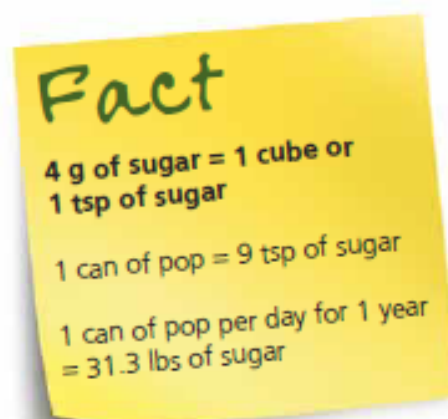 Fact
4 g of sugar = 1 cube or
1 tsp of sugar
1 can of pop = 9 tsp of sugar
1 can of pop per day for 1 year
= 31.3 lbs of sugar